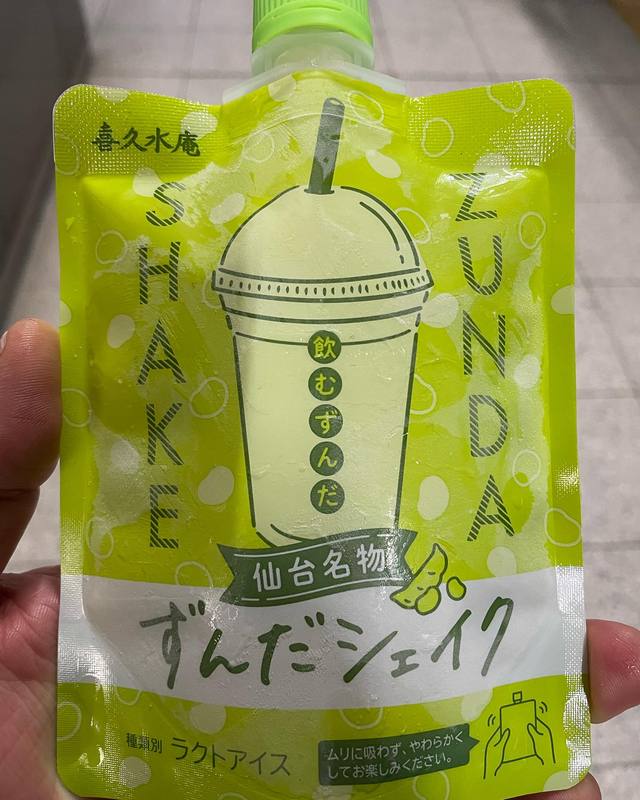 喜久水庵
ZUNDA
SHAKE
飲むずんだ
仙台名物
ずんだシェイク
種類別 ラクトアイス
ムリに吸わず、やわらかく
してお楽しみください。